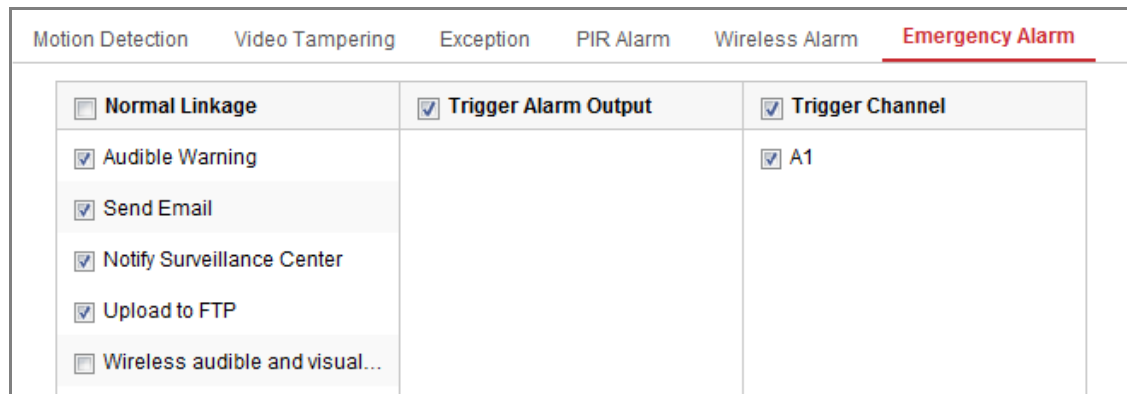 Motion Detection Video Tampering Exception PIR Alarm Wireless Alarm Emergency Alarm
Normal Linkage Trigger Alarm Output Trigger Channel
Audible Warning A1
Send Email
Notify Surveillance Center
Upload to FTP
Wireless audible and visual...